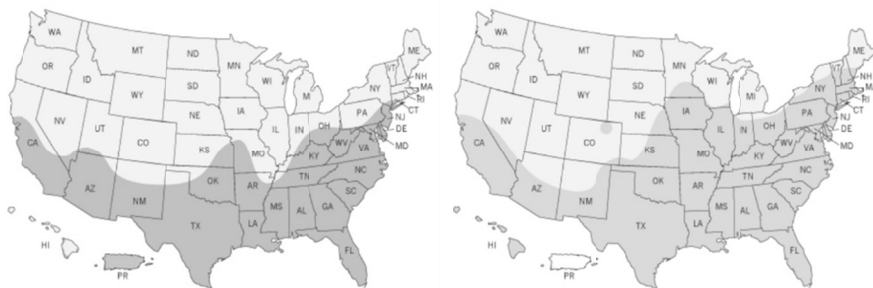 WA
OR
ID
MT
ND
MN
WI
MI
SD
WY
NE
IA
NV
UT
CO
KS
MO
IL
IN
OH
PA
NY
ME
NH
MA
RI
CT
NJ
DE
MD
CA
AZ
NM
OK
AR
TX
LA
MS
AL
GA
FL
SC
NC
TN
KY
WV
VA
HI
PR
WA
OR
ID
MT
ND
MN
WI
MI
SD
WY
NE
IA
NV
UT
CO
KS
MO
IL
IN
OH
PA
NY
VT
ME
NH
MA
RI
CT
NJ
DE
MD
CA
AZ
NM
OK
AR
TX
LA
MS
AL
GA
FL
SC
NC
TN
KY
WV
VA
HI
PR